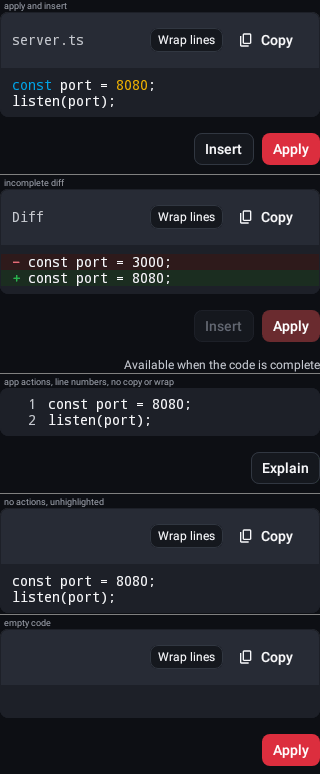 apply and insert
server.ts Wrap lines Copy
const port = 8080;
listen(port);
Insert Apply
incomplete diff
Diff Wrap lines Copy
- const port = 3000;
+ const port = 8080;
Insert Apply
Available when the code is complete
app actions, line numbers, no copy or wrap
1 const port = 8080;
2 listen(port);
Explain
no actions, unhighlighted
Wrap lines Copy
const port = 8080;
listen(port);
empty code
Wrap lines Copy
Apply